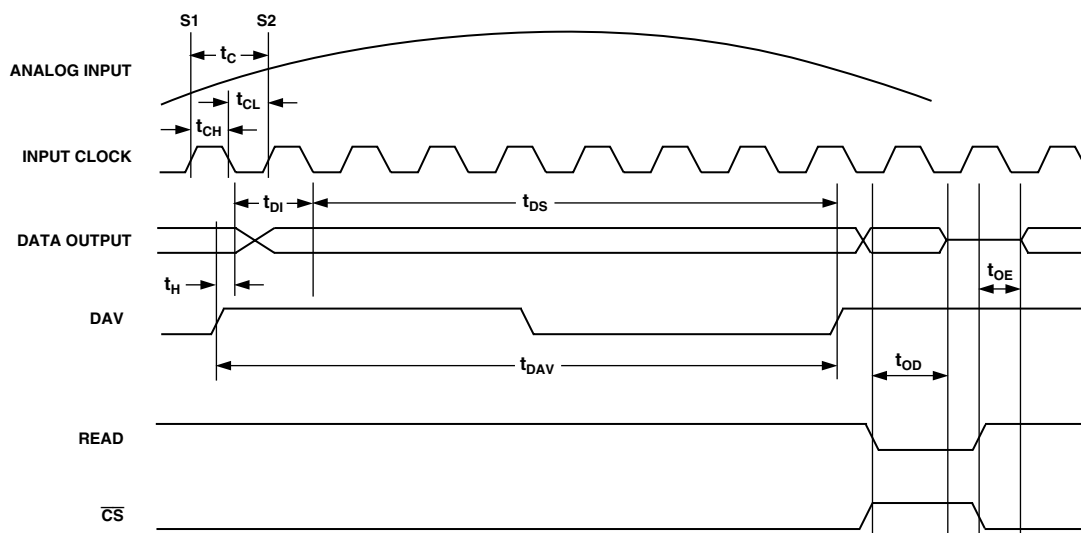 S1 S2
tC
ANALOG INPUT
tCL
tCH
INPUT CLOCK
tDI tDS
DATA OUTPUT
tH tOE
DAV
tDAV tOD
READ
C̅S̅